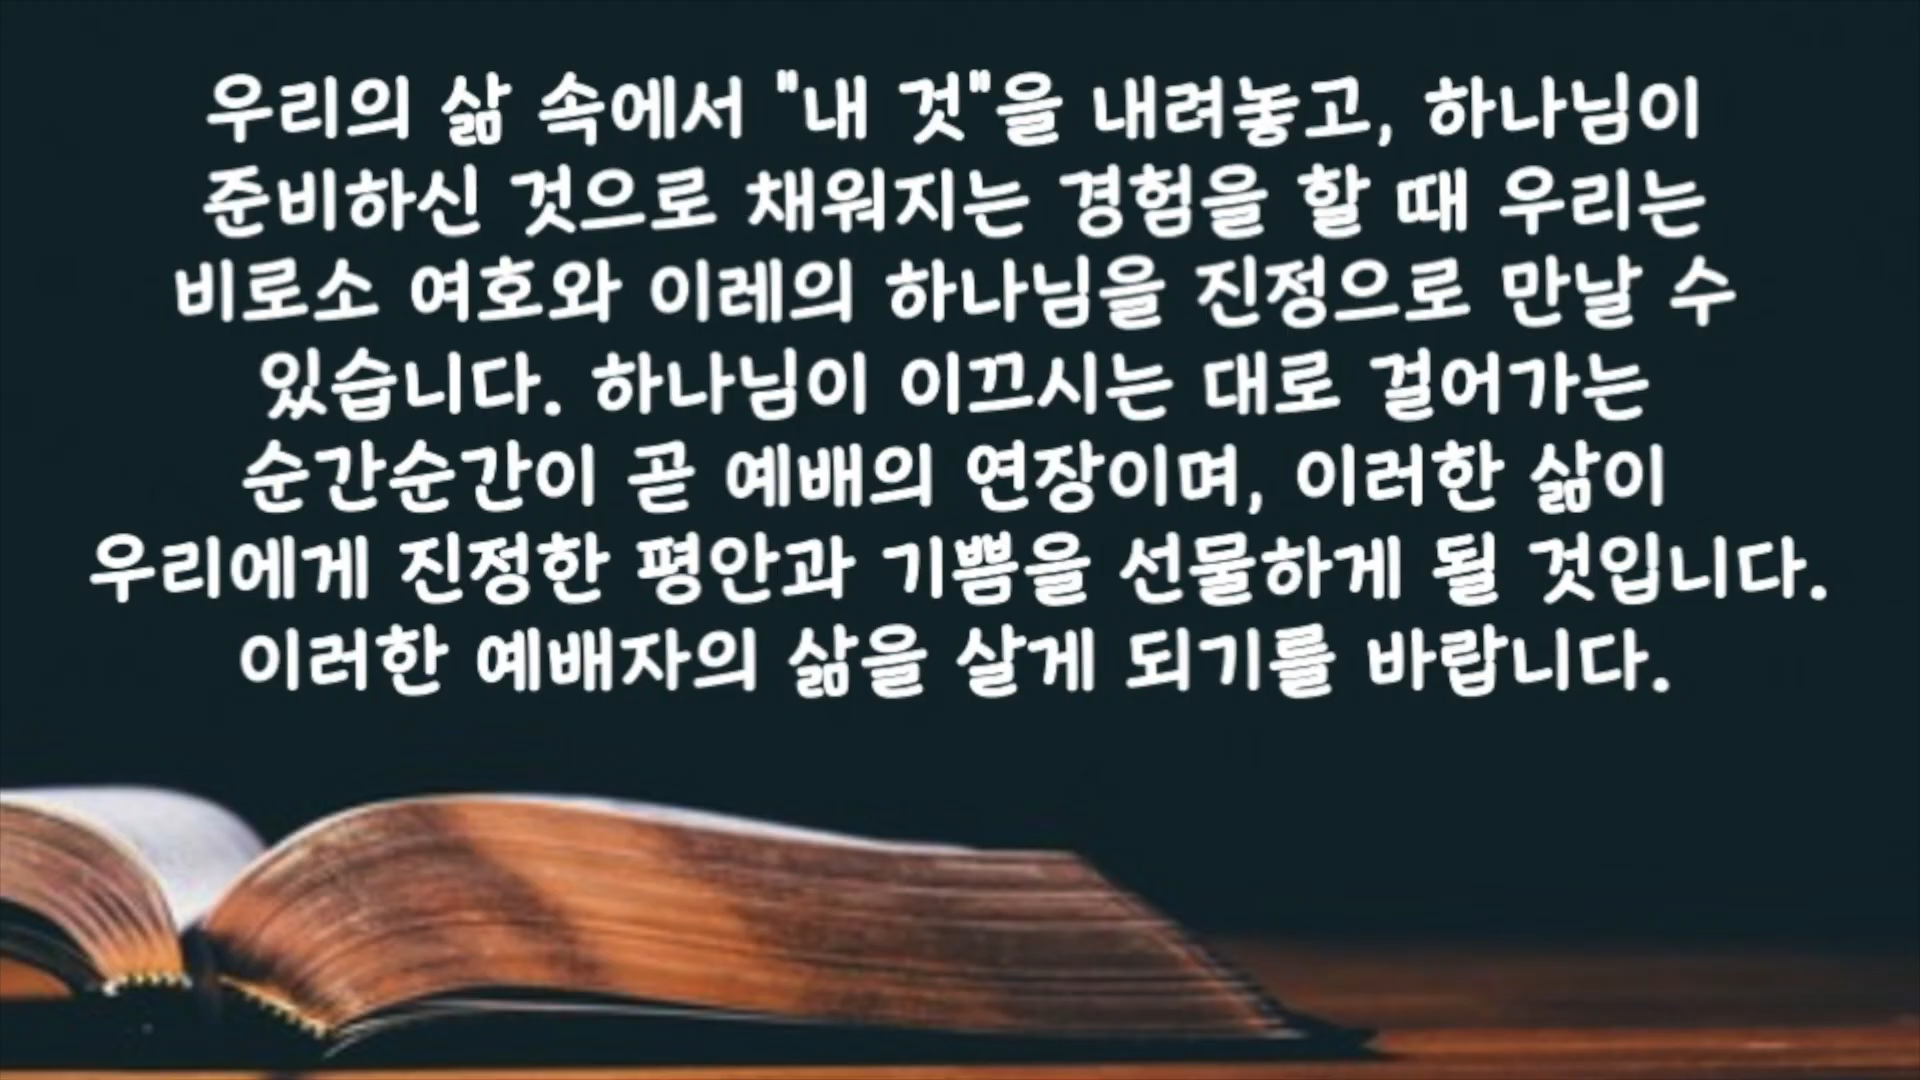 우리의 삶 속에서 "내 것"을 내려놓고, 하나님이
준비하신 것으로 채워지는 경험을 할 때 우리는
비로소 여호와 이레의 하나님을 진정으로 만날 수
있습니다. 하나님이 이끄시는 대로 걸어가는
순간순간이 곧 예배의 연장이며, 이러한 삶이
우리에게 진정한 평안과 기쁨을 선물하게 될 것입니다.
이러한 예배자의 삶을 살게 되기를 바랍니다.